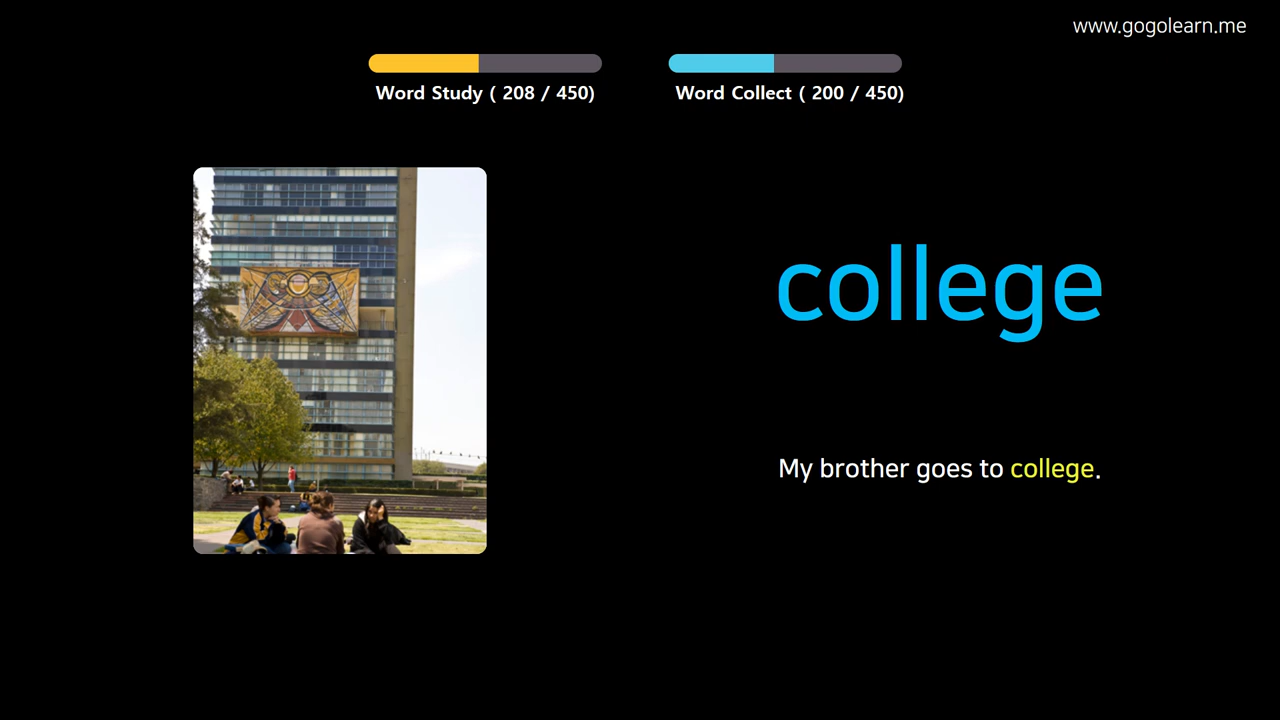 www.gogolearn.me
Word Study ( 208 / 450)
Word Collect ( 200 / 450)
college
My brother goes to college.